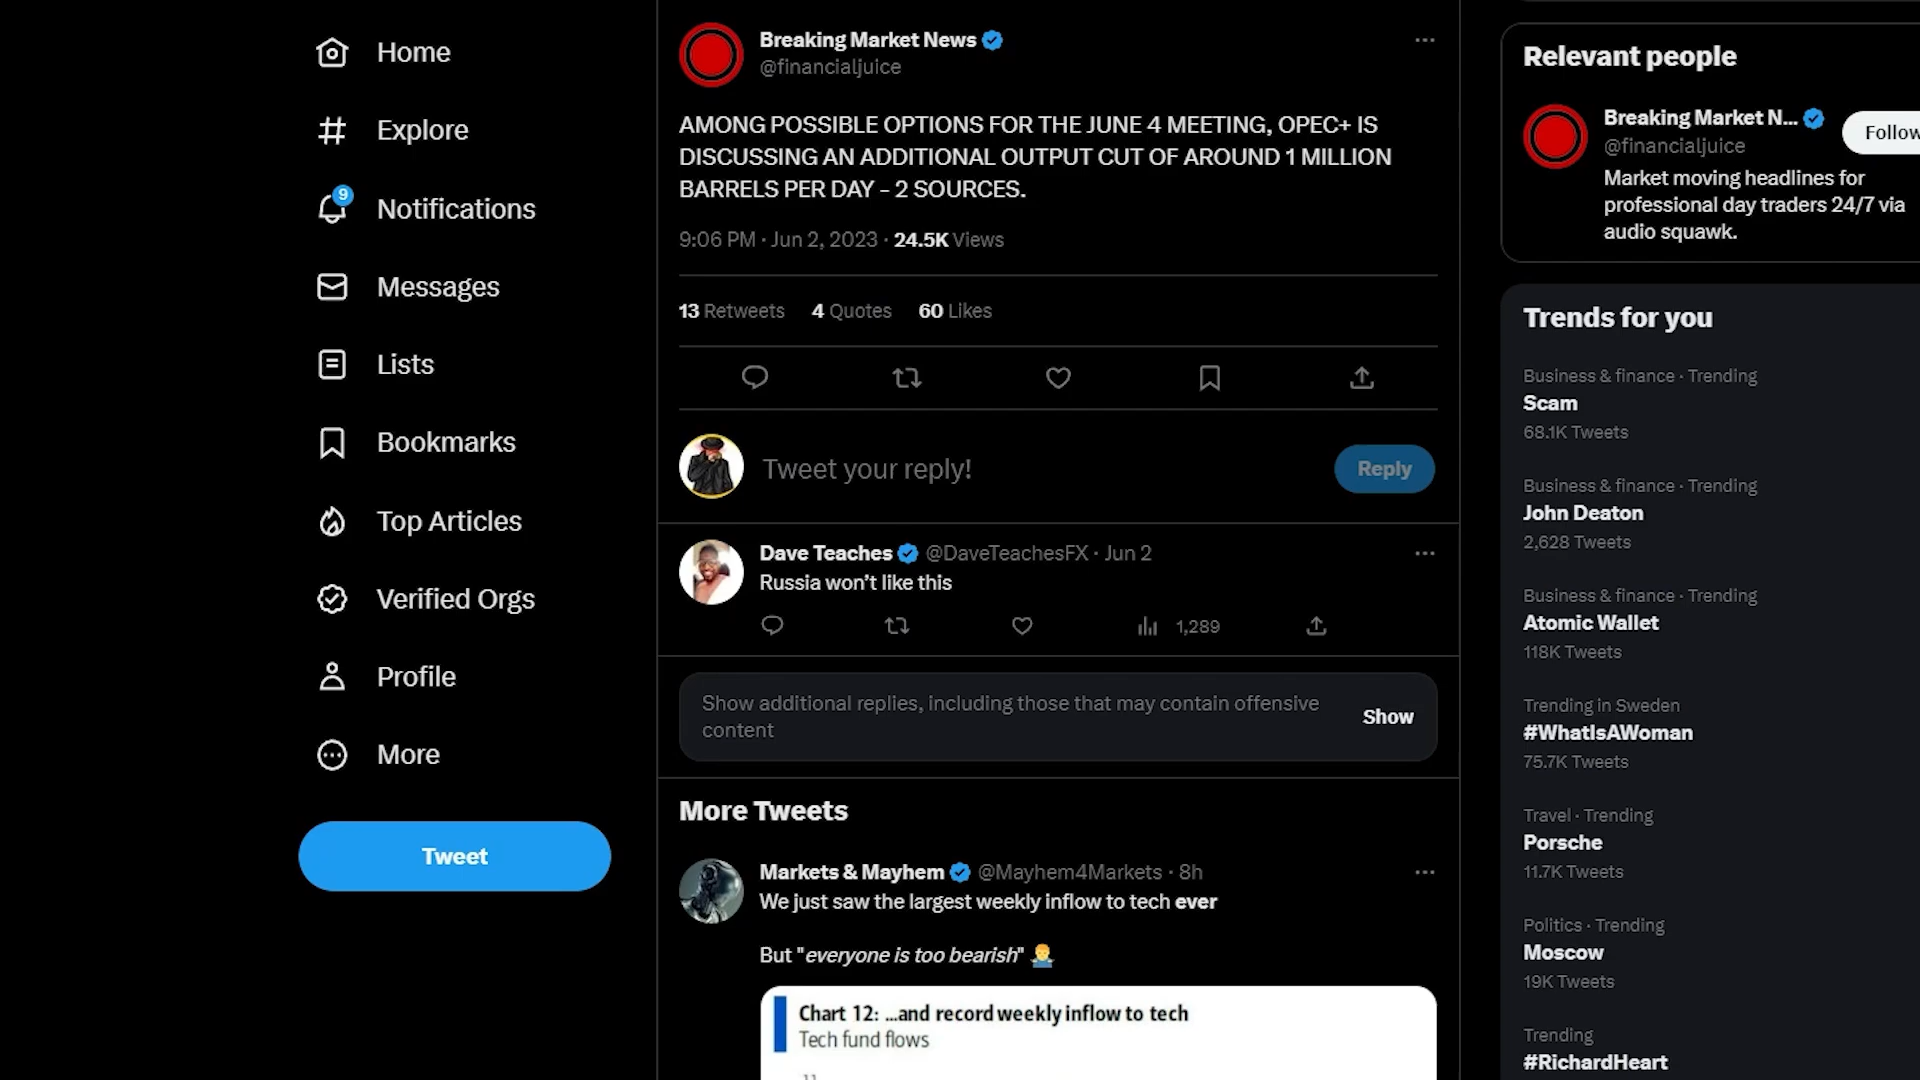 Home
Explore
9
Notifications
Messages
Lists
Bookmarks
Top Articles
Verified Orgs
Profile
More
Tweet
Breaking Market News
@financialjuice
AMONG POSSIBLE OPTIONS FOR THE JUNE 4 MEETING, OPEC+ IS
DISCUSSING AN ADDITIONAL OUTPUT CUT OF AROUND 1 MILLION
BARRELS PER DAY - 2 SOURCES.
9:06 PM · Jun 2, 2023 · 24.5K Views
13 Retweets 4 Quotes 60 Likes
Tweet your reply!
Reply
Dave Teaches @DaveTeachesFX · Jun 2
Russia won’t like this
1,289
Show additional replies, including those that may contain offensive
content
Show
More Tweets
Markets & Mayhem @Mayhem4Markets · 8h
We just saw the largest weekly inflow to tech ever
But "everyone is too bearish"
Chart 12: ...and record weekly inflow to tech
Tech fund flows
Relevant people
Breaking Market N...
Follow
@financialjuice
Market moving headlines for
professional day traders 24/7 via
audio squawk.
Trends for you
Business & finance · Trending
Scam
68.1K Tweets
Business & finance · Trending
John Deaton
2,628 Tweets
Business & finance · Trending
Atomic Wallet
118K Tweets
Trending in Sweden
#WhatIsAWoman
75.7K Tweets
Travel · Trending
Porsche
11.7K Tweets
Politics · Trending
Moscow
19K Tweets
Trending
#RichardHeart